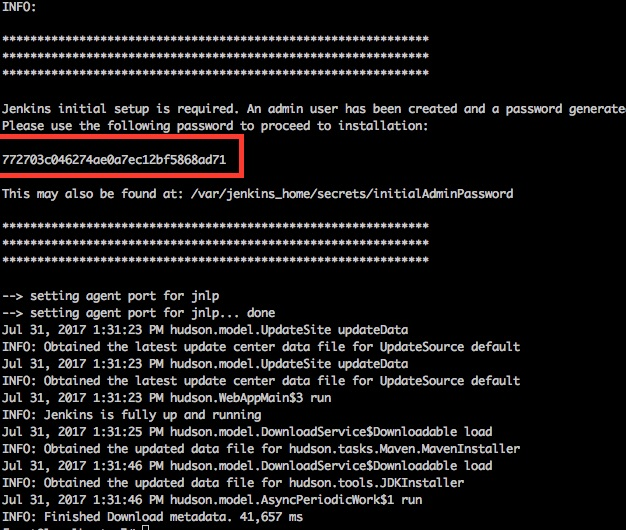 INFO:
*************************************************************
*************************************************************
*************************************************************
Jenkins initial setup is required. An admin user has been created and a password generate
Please use the following password to proceed to installation:
772703c046274ae0a7ec12bf5868ad71
This may also be found at: /var/jenkins_home/secrets/initialAdminPassword
*************************************************************
*************************************************************
*************************************************************
--> setting agent port for jnlp
--> setting agent port for jnlp... done
Jul 31, 2017 1:31:23 PM hudson.model.UpdateSite updateData
INFO: Obtained the latest update center data file for UpdateSource default
Jul 31, 2017 1:31:23 PM hudson.model.UpdateSite updateData
INFO: Obtained the latest update center data file for UpdateSource default
Jul 31, 2017 1:31:23 PM hudson.WebAppMain$3 run
INFO: Jenkins is fully up and running
Jul 31, 2017 1:31:25 PM hudson.model.DownloadService$Downloadable load
INFO: Obtained the updated data file for hudson.tasks.Maven.MavenInstaller
Jul 31, 2017 1:31:46 PM hudson.model.DownloadService$Downloadable load
INFO: Obtained the updated data file for hudson.tools.JDKInstaller
Jul 31, 2017 1:31:46 PM hudson.model.AsyncPeriodicWork$1 run
INFO: Finished Download metadata. 41,657 ms